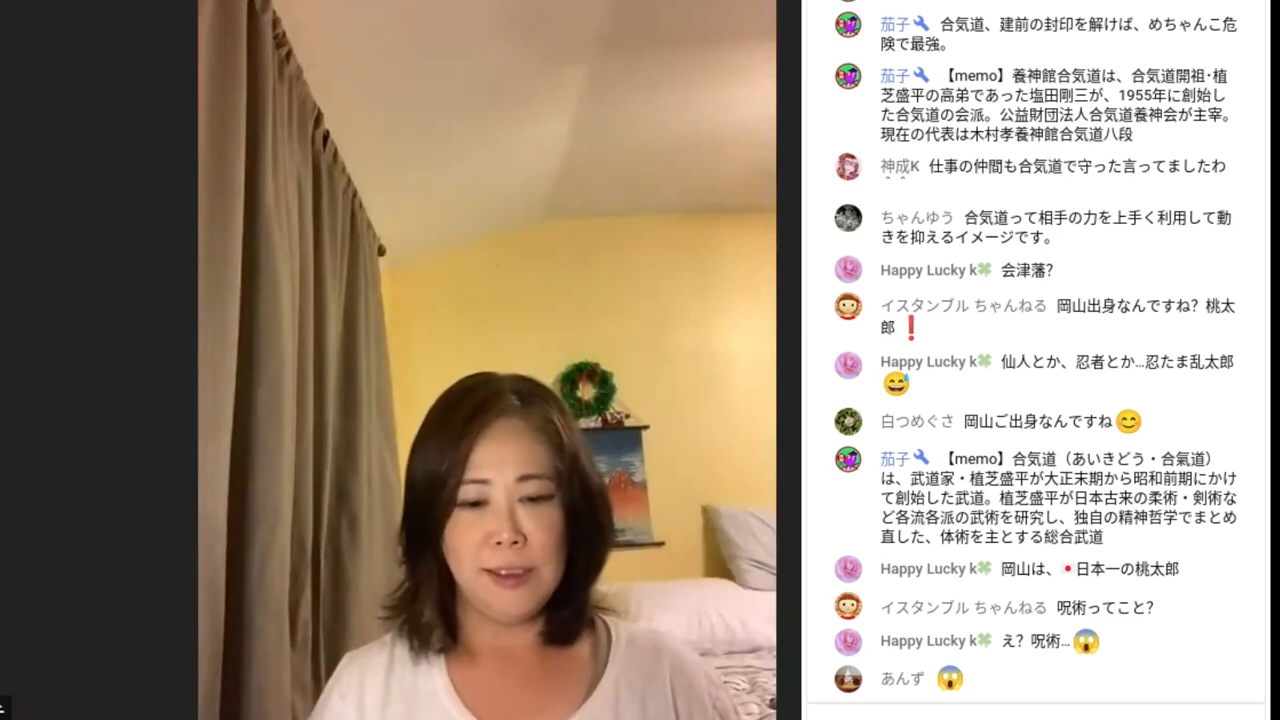 茄子🔧 合気道、建前の封印を解けば、めちゃんこ危
険で最強。
茄子🔧 【memo】養神館合気道は、合気道開祖･植
芝盛平の高弟であった塩田剛三が、1955年に創始し
た合気道の会派。公益財団法人合気道養神会が主宰。
現在の代表は木村孝養神館合気道八段
神成K 仕事の仲間も合気道で守った言ってましたわ
ちゃんゆう 合気道って相手の力を上手く利用して動
きを抑えるイメージです。
Happy Lucky k🍀 会津藩?
イスタンブル ちゃんねる 岡山出身なんですね? 桃太
郎❗
Happy Lucky k🍀 仙人とか、忍者とか...忍たま乱太郎
😅
白つめぐさ 岡山ご出身なんですね😊
茄子🔧 【memo】合気道（あいきどう・合氣道）
は、武道家・植芝盛平が大正末期から昭和前期にかけ
て創始した武道。植芝盛平が日本古来の柔術・剣術な
ど各流各派の武術を研究し、独自の精神哲学でまとめ
直した、体術を主とする総合武道
Happy Lucky k🍀 岡山は、🇯🇵日本一の桃太郎
イスタンブル ちゃんねる 呪術ってこと?
Happy Lucky k🍀 え? 呪術...😱
あんず 😱